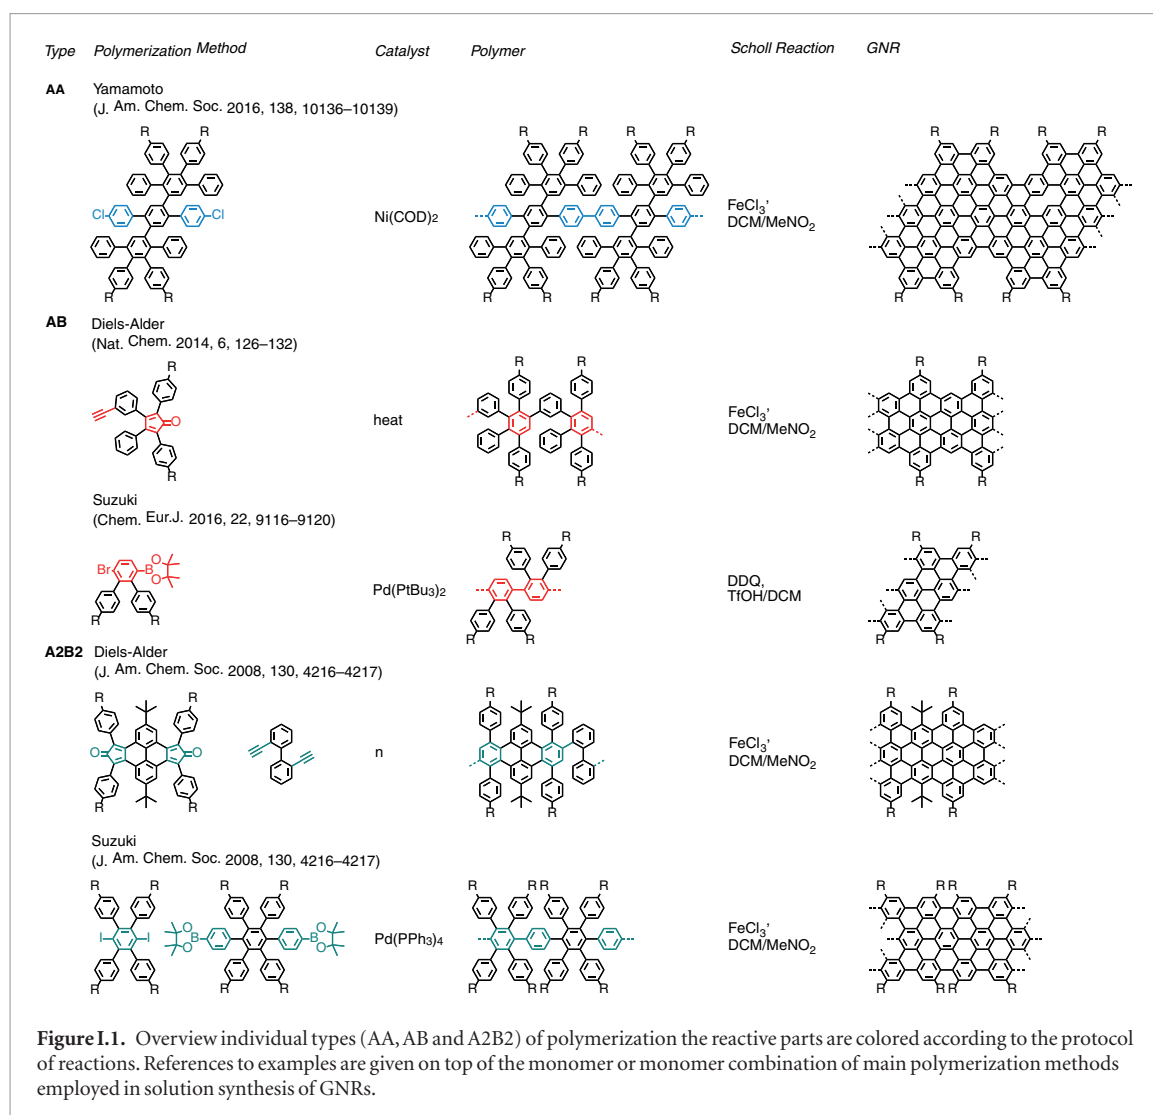 Type Polymerization Method Catalyst Polymer Scholl Reaction GNR
AA Yamamoto
(J. Am. Chem. Soc. 2016, 138, 10136–10139)
R R R R R R R R R R
Cl Cl Ni(COD)2 FeCl3,
DCM/MeNO2
R R R R R R R R R R
AB Diels-Alder
(Nat. Chem. 2014, 6, 126–132)
R R R R
O heat FeCl3,
DCM/MeNO2
R R R R
Suzuki
(Chem. Eur.J. 2016, 22, 9116–9120)
R R R R
Br B O O Pd(PtBu3)2 DDQ,
TfOH/DCM
R R R R R R
A2B2 Diels-Alder
(J. Am. Chem. Soc. 2008, 130, 4216–4217)
R R R R R R
O O n FeCl3,
DCM/MeNO2
R R R R R R
Suzuki
(J. Am. Chem. Soc. 2008, 130, 4216–4217)
R R R R R R R R R R R R
I I O B O O B O Pd(PPh3)4 FeCl3,
DCM/MeNO2
R R R R R R R R R R R R
Figure I.1. Overview individual types (AA, AB and A2B2) of polymerization the reactive parts are colored according to the protocol
of reactions. References to examples are given on top of the monomer or monomer combination of main polymerization methods
employed in solution synthesis of GNRs.